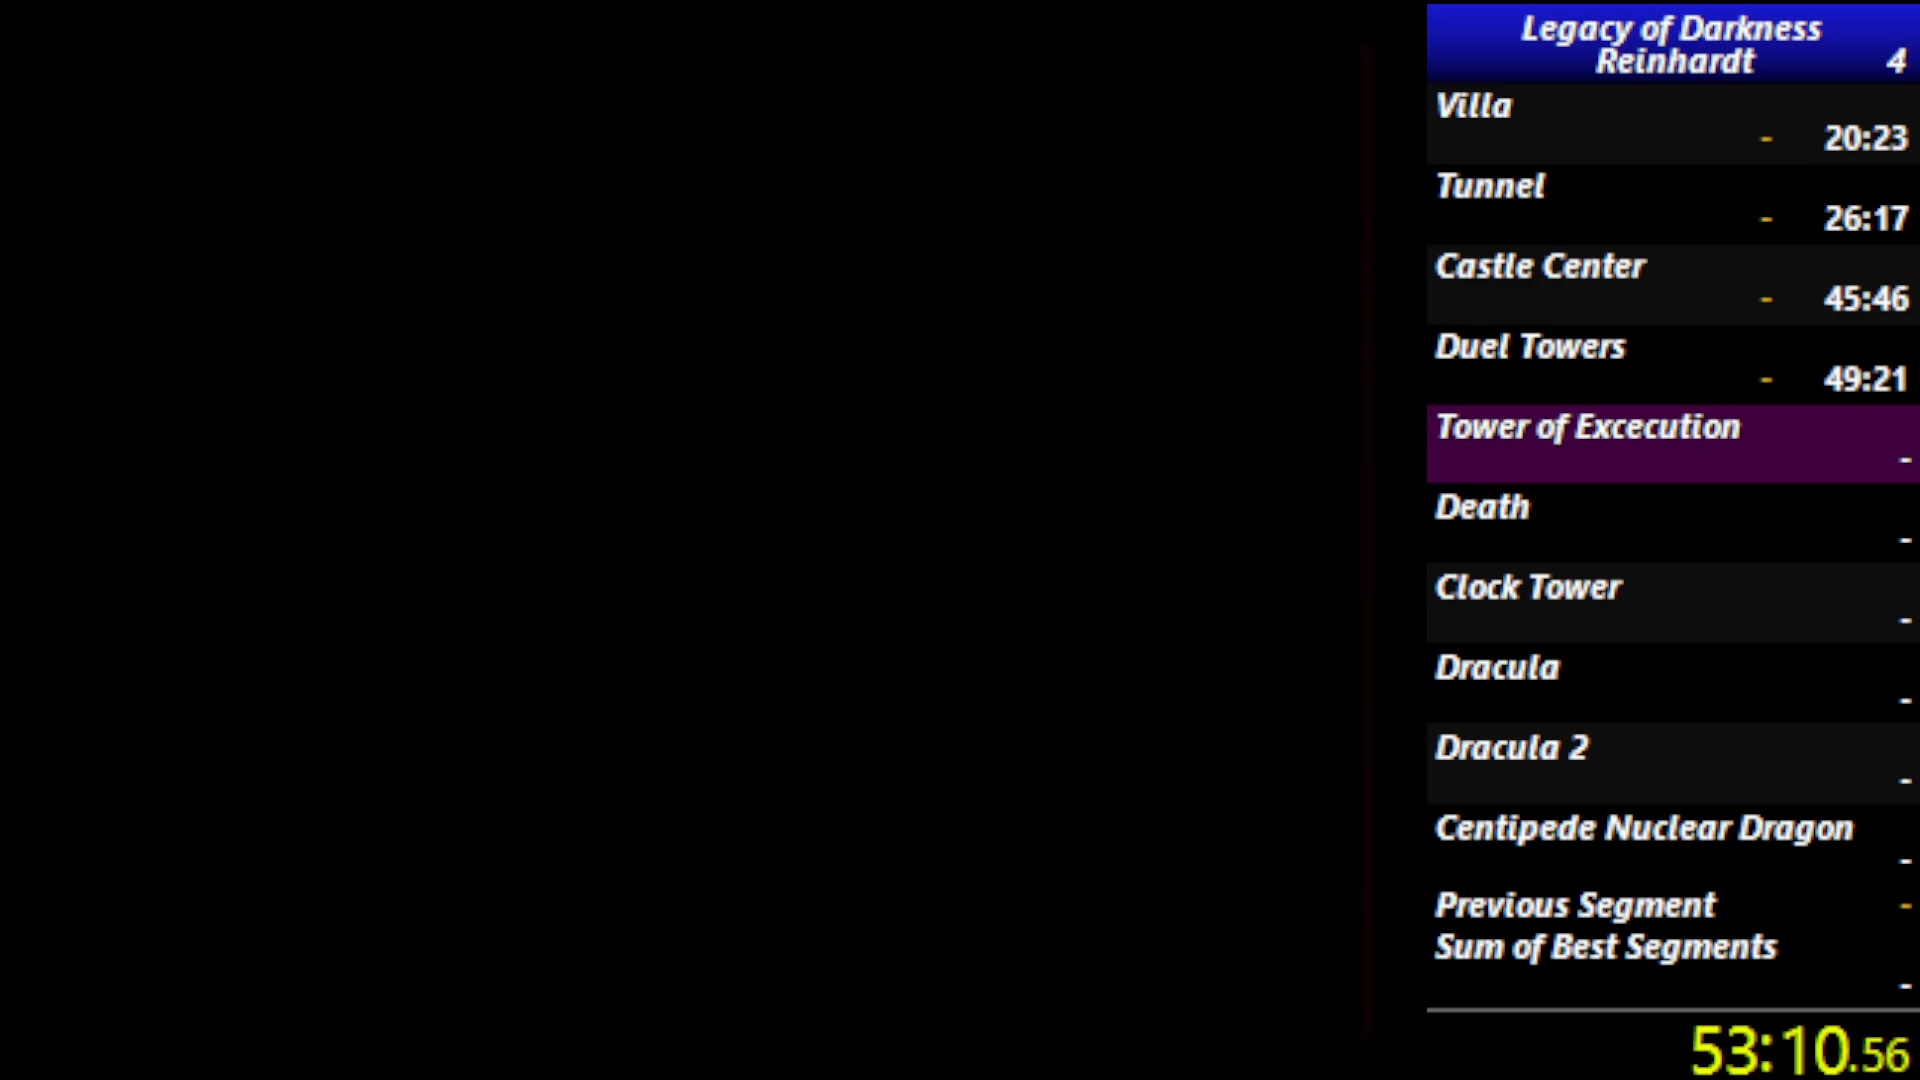 Legacy of Darkness
Reinhardt 4
Villa
- 20:23
Tunnel
- 26:17
Castle Center
- 45:46
Duel Towers
- 49:21
Tower of Excecution
-
Death
-
Clock Tower
-
Dracula
-
Dracula 2
-
Centipede Nuclear Dragon
-
Previous Segment -
Sum of Best Segments
-
53:10.56